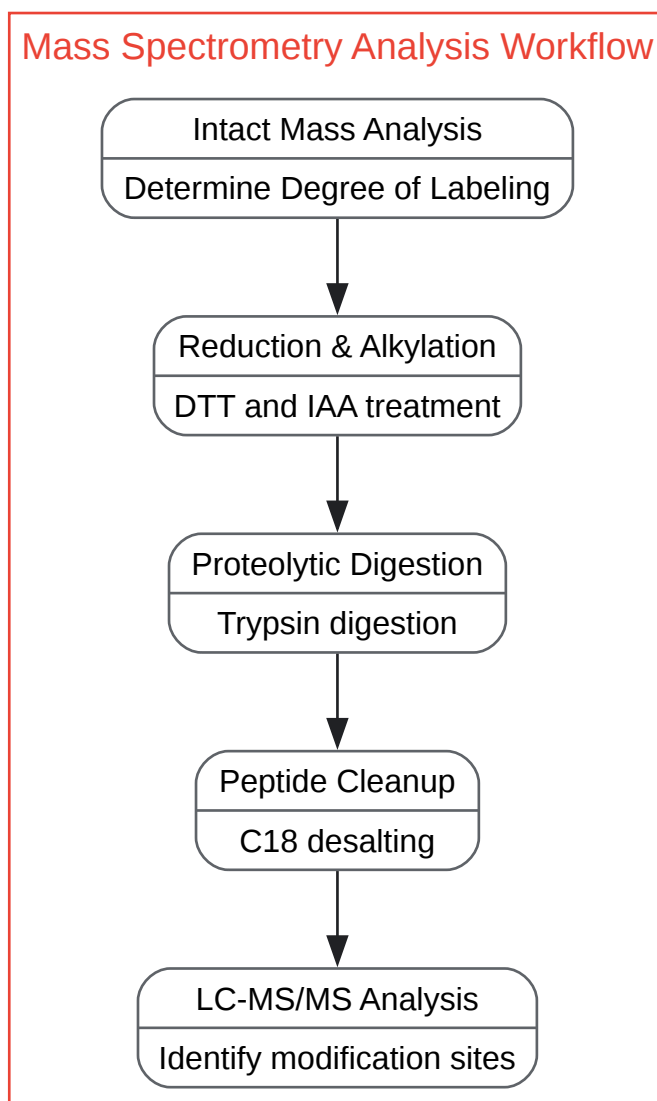 Mass Spectrometry Analysis Workflow
Intact Mass Analysis
Determine Degree of Labeling
Reduction & Alkylation
DTT and IAA treatment
Proteolytic Digestion
Trypsin digestion
Peptide Cleanup
C18 desalting
LC-MS/MS Analysis
Identify modification sites